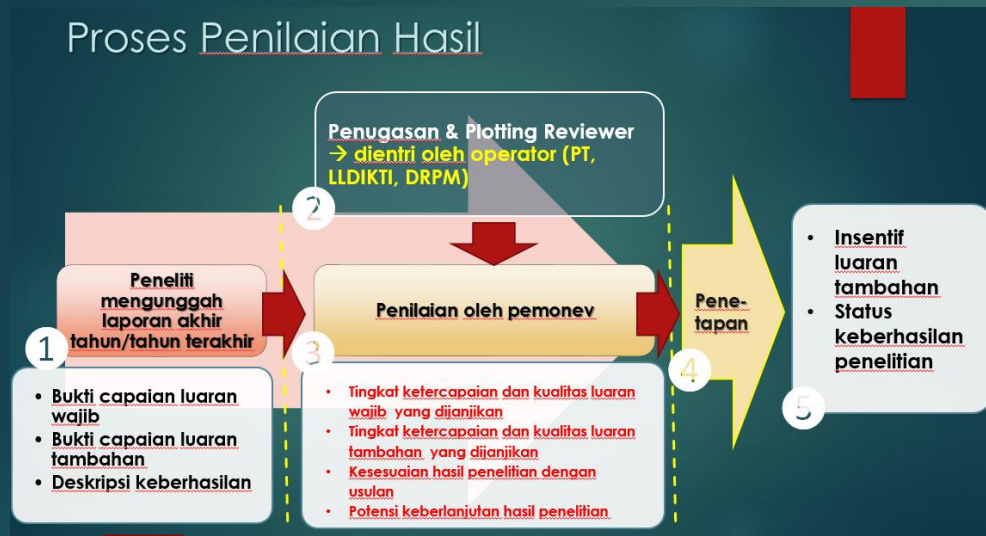 Proses Penilaian Hasil
1
Peneliti
mengunggah
laporan akhir
tahun/tahun terakhir
• Bukti capaian luaran
wajib
• Bukti capaian luaran
tambahan
• Deskripsi keberhasilan
2
Penugasan & Plotting Reviewer
→ dientri oleh operator (PT,
LLDIKTI, DRPM)
3
Penilaian oleh pemonev
• Tingkat ketercapaian dan kualitas luaran
wajib yang dijanjikan
• Tingkat ketercapaian dan kualitas luaran
tambahan yang dijanjikan
• Kesesuaian hasil penelitian dengan
usulan
• Potensi keberlanjutan hasil penelitian
4
Pene-
tapan
5
• Insentif
luaran
tambahan
• Status
keberhasilan
penelitian